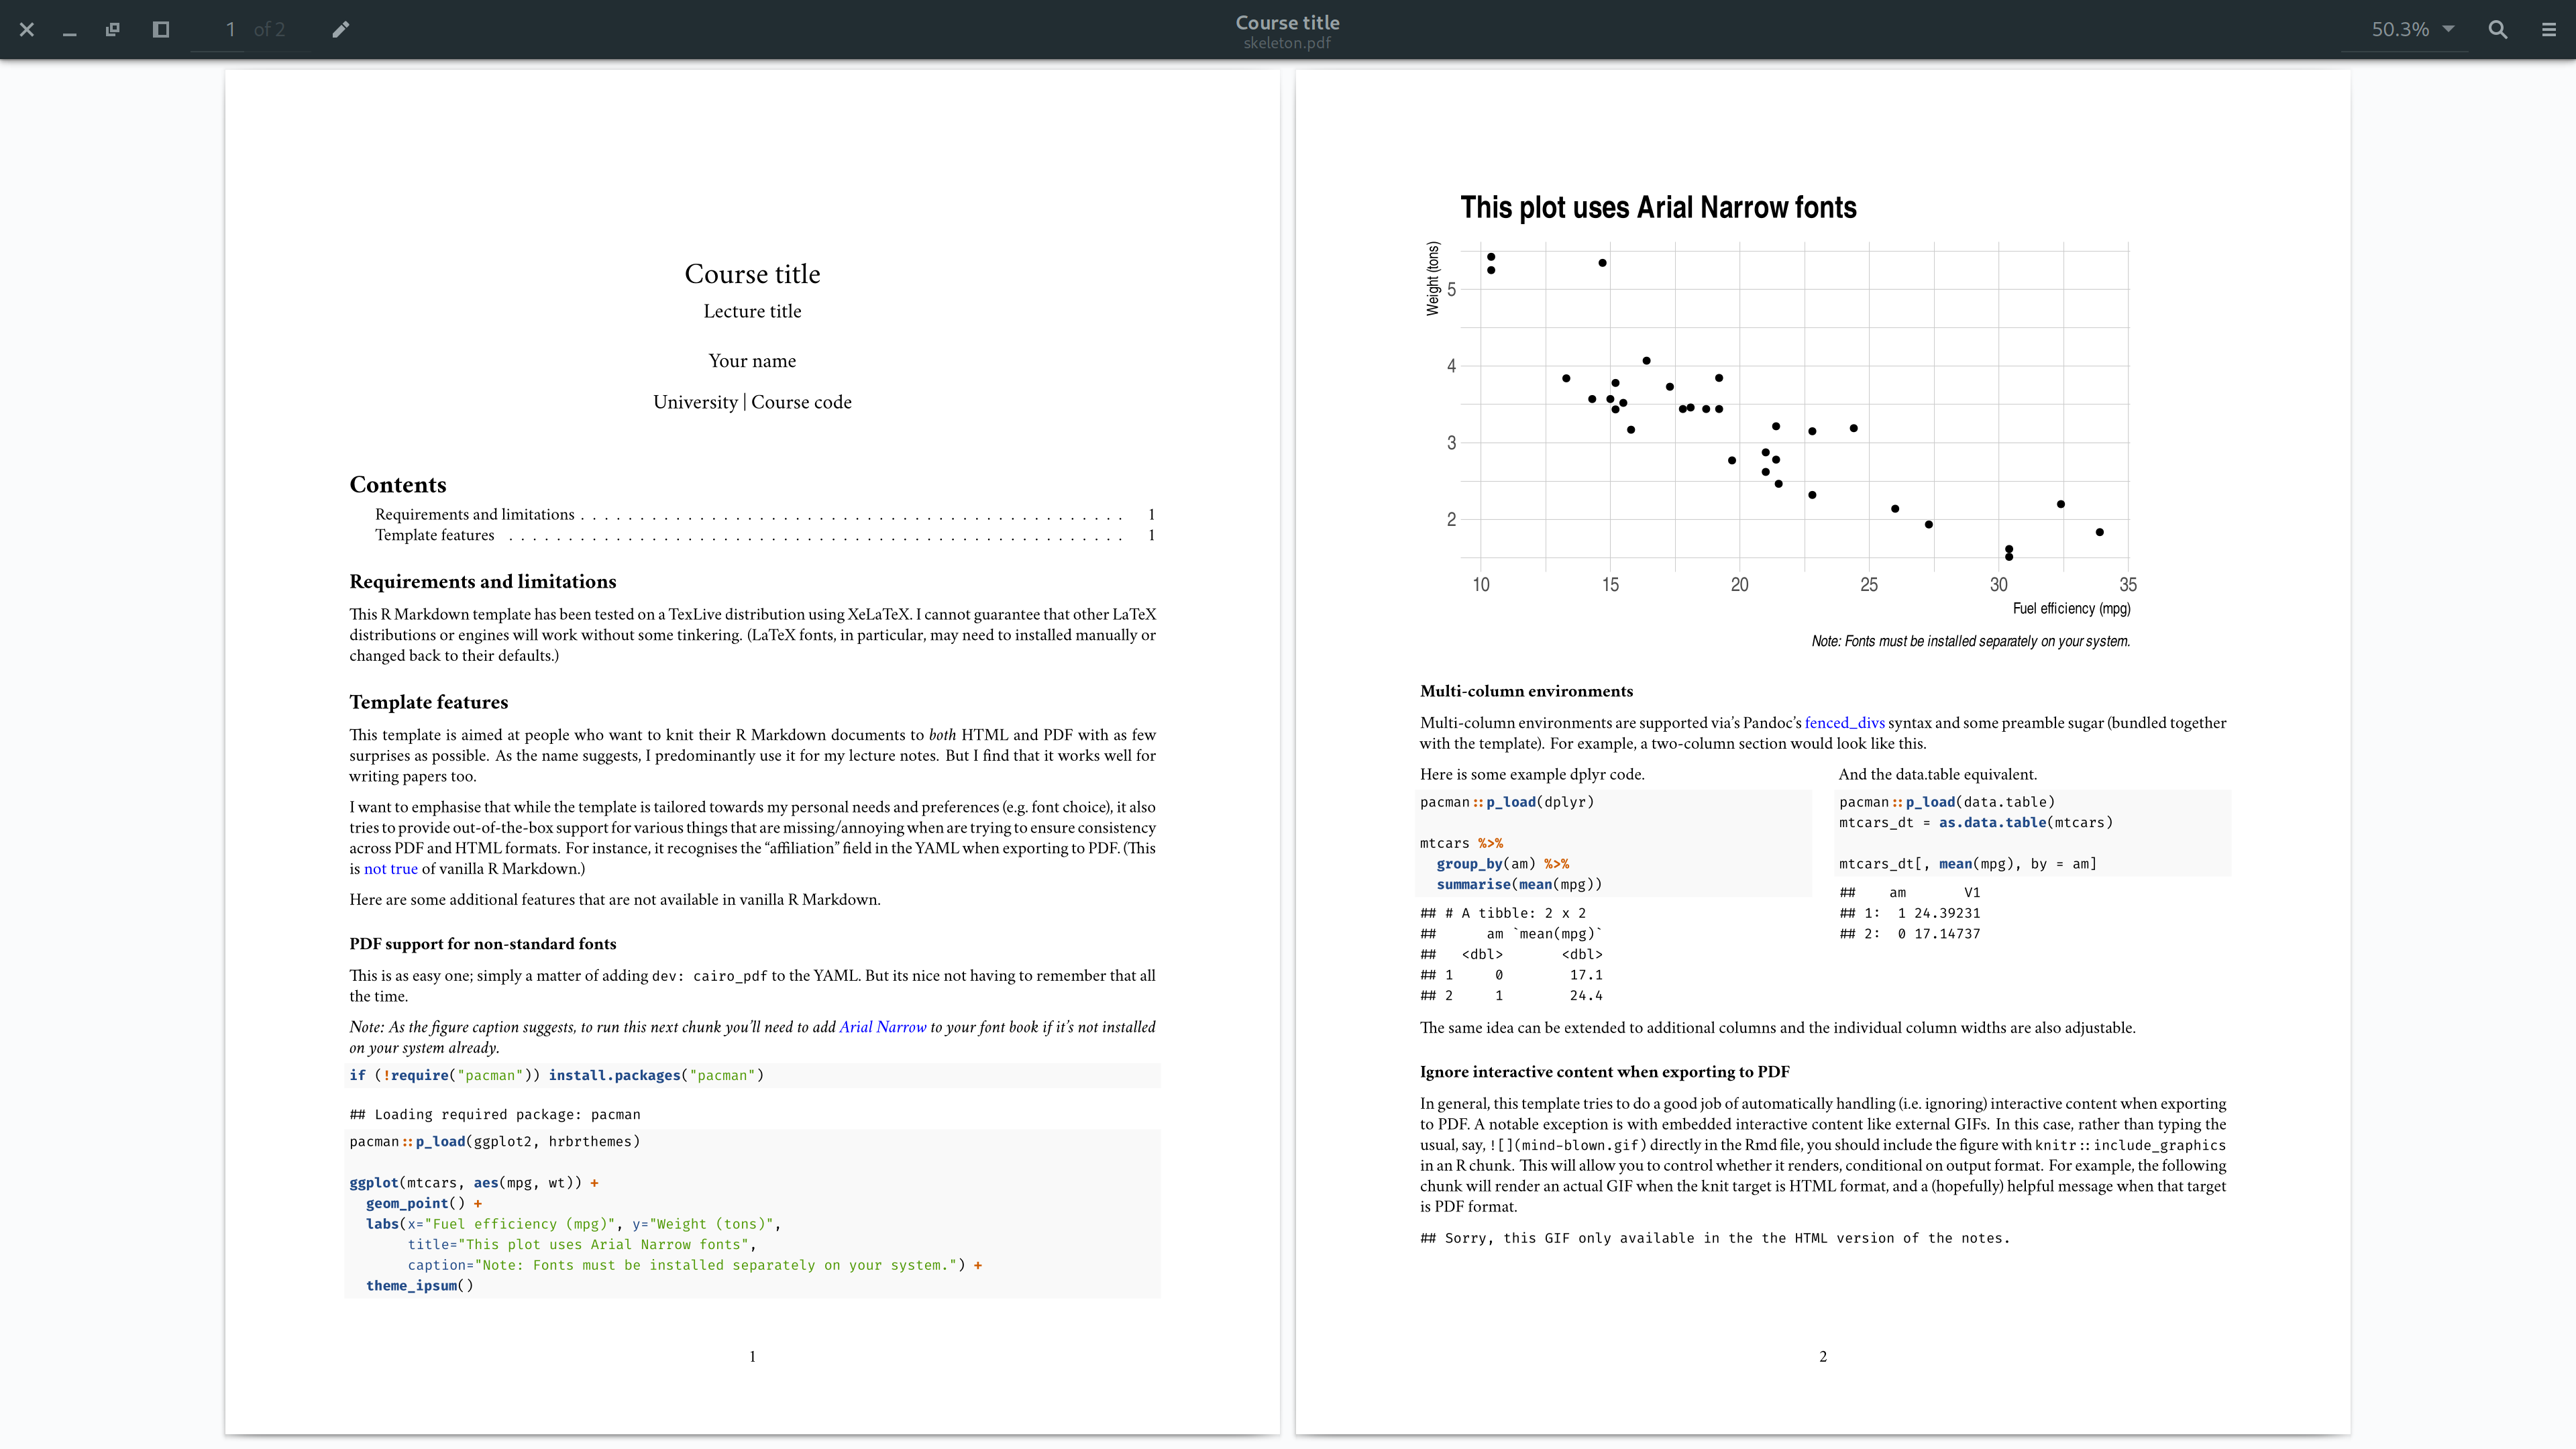 1 of 2
Course title
skeleton.pdf
50.3%
Course title
Lecture title
Your name
University | Course code
Contents
Requirements and limitations . . . . . . . . . . . . . . . . . . . . . . . . . . . . . . . . . . . . . . . . . . . . . . 1
Template features . . . . . . . . . . . . . . . . . . . . . . . . . . . . . . . . . . . . . . . . . . . . . . . . . . . . 1
Requirements and limitations
This R Markdown template has been tested on a TexLive distribution using XeLaTeX. I cannot guarantee that other LaTeX
distributions or engines will work without some tinkering. (LaTeX fonts, in particular, may need to installed manually or
changed back to their defaults.)
Template features
This template is aimed at people who want to knit their R Markdown documents to both HTML and PDF with as few
surprises as possible. As the name suggests, I predominantly use it for my lecture notes. But I find that it works well for
writing papers too.
I want to emphasise that while the template is tailored towards my personal needs and preferences (e.g. font choice), it also
tries to provide out-of-the-box support for various things that are missing/annoying when are trying to ensure consistency
across PDF and HTML formats. For instance, it recognises the “affiliation” field in the YAML when exporting to PDF. (This
is not true of vanilla R Markdown.)
Here are some additional features that are not available in vanilla R Markdown.
PDF support for non-standard fonts
This is as easy one; simply a matter of adding dev: cairo_pdf to the YAML. But its nice not having to remember that all
the time.
Note: As the figure caption suggests, to run this next chunk you’ll need to add Arial Narrow to your font book if it’s not installed
on your system already.
if (!require("pacman")) install.packages("pacman")
## Loading required package: pacman
pacman::p_load(ggplot2, hrbrthemes)
ggplot(mtcars, aes(mpg, wt)) +
  geom_point() +
  labs(x="Fuel efficiency (mpg)", y="Weight (tons)",
       title="This plot uses Arial Narrow fonts",
       caption="Note: Fonts must be installed separately on your system.") +
  theme_ipsum()
1
This plot uses Arial Narrow fonts
Weight (tons)
5
4
3
2
10 15 20 25 30 35
Fuel efficiency (mpg)
Note: Fonts must be installed separately on your system.
Multi-column environments
Multi-column environments are supported via’s Pandoc’s fenced_divs syntax and some preamble sugar (bundled together
with the template). For example, a two-column section would look like this.
Here is some example dplyr code.
pacman::p_load(dplyr)
mtcars %>%
  group_by(am) %>%
  summarise(mean(mpg))
## # A tibble: 2 x 2
##      am `mean(mpg)`
##   <dbl>       <dbl>
## 1     0        17.1
## 2     1        24.4
And the data.table equivalent.
pacman::p_load(data.table)
mtcars_dt = as.data.table(mtcars)
mtcars_dt[, mean(mpg), by = am]
##    am       V1
## 1:  1 24.39231
## 2:  0 17.14737
The same idea can be extended to additional columns and the individual column widths are also adjustable.
Ignore interactive content when exporting to PDF
In general, this template tries to do a good job of automatically handling (i.e. ignoring) interactive content when exporting
to PDF. A notable exception is with embedded interactive content like external GIFs. In this case, rather than typing the
usual, say, ![](mind-blown.gif) directly in the Rmd file, you should include the figure with knitr::include_graphics
in an R chunk. This will allow you to control whether it renders, conditional on output format. For example, the following
chunk will render an actual GIF when the knit target is HTML format, and a (hopefully) helpful message when that target
is PDF format.
## Sorry, this GIF only available in the the HTML version of the notes.
2